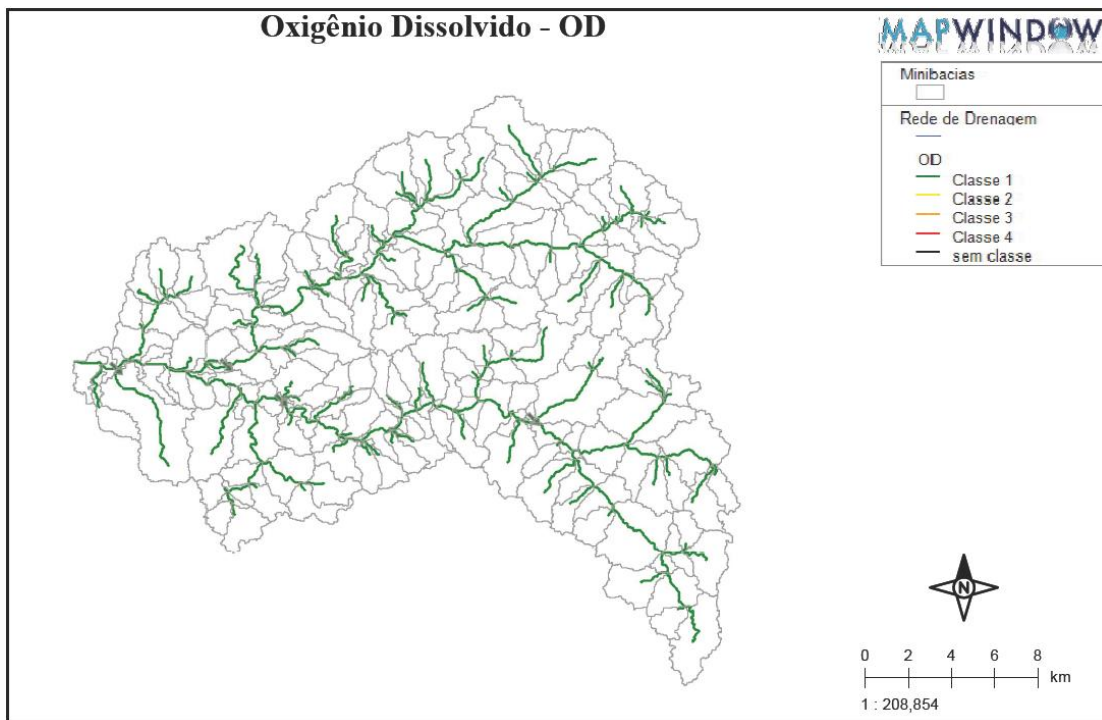 Oxigênio Dissolvido - OD
MAPWINDOW
Minibacias
Rede de Drenagem
OD
Classe 1
Classe 2
Classe 3
Classe 4
sem classe
N
0 2 4 6 8
km
1 : 208,854